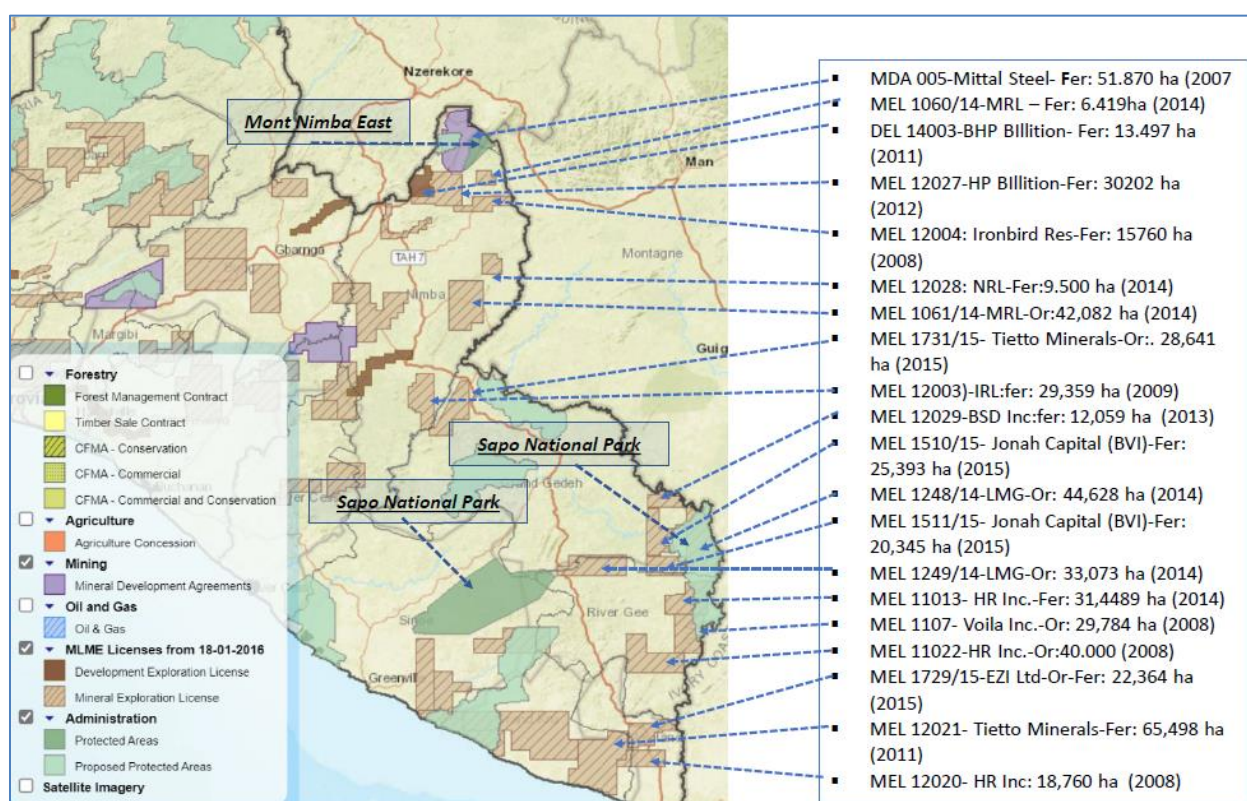 Nzerekore
Mont Nimba East
Man
Gbarnga
TAH 7
Montagne
Nimba
Margibi
Guig
Sapo National Park
Sapo National Park
River Gee
Sinoe
Greenvill
IVORY COAS
Forestry
Forest Management Contract
Timber Sale Contract
CFMA - Conservation
CFMA - Commercial
CFMA - Commercial and Conservation
Agriculture
Agriculture Concession
Mining
Mineral Development Agreements
Oil and Gas
Oil & Gas
MLME Licenses from 18-01-2016
Development Exploration License
Mineral Exploration License
Administration
Protected Areas
Proposed Protected Areas
Satellite Imagery
MDA 005-Mittal Steel- Fer: 51.870 ha (2007
MEL 1060/14-MRL – Fer: 6.419ha (2014)
DEL 14003-BHP BIllition- Fer: 13.497 ha
(2011)
MEL 12027-HP BIllition-Fer: 30202 ha
(2012)
MEL 12004: Ironbird Res-Fer: 15760 ha
(2008)
MEL 12028: NRL-Fer:9.500 ha (2014)
MEL 1061/14-MRL-Or:42,082 ha (2014)
MEL 1731/15- Tietto Minerals-Or:. 28,641
ha (2015)
MEL 12003)-IRL:fer: 29,359 ha (2009)
MEL 12029-BSD Inc:fer: 12,059 ha  (2013)
MEL 1510/15- Jonah Capital (BVI)-Fer:
25,393 ha (2015)
MEL 1248/14-LMG-Or: 44,628 ha (2014)
MEL 1511/15- Jonah Capital (BVI)-Fer:
20,345 ha (2015)
MEL 1249/14-LMG-Or: 33,073 ha (2014)
MEL 11013- HR Inc.-Fer: 31,4489 ha (2014)
MEL 1107- Voila Inc.-Or: 29,784 ha (2008)
MEL 11022-HR Inc.-Or:40.000 (2008)
MEL 1729/15-EZI Ltd-Or-Fer: 22,364 ha
(2015)
MEL 12021- Tietto Minerals-Fer: 65,498 ha
(2011)
MEL 12020- HR Inc: 18,760 ha  (2008)